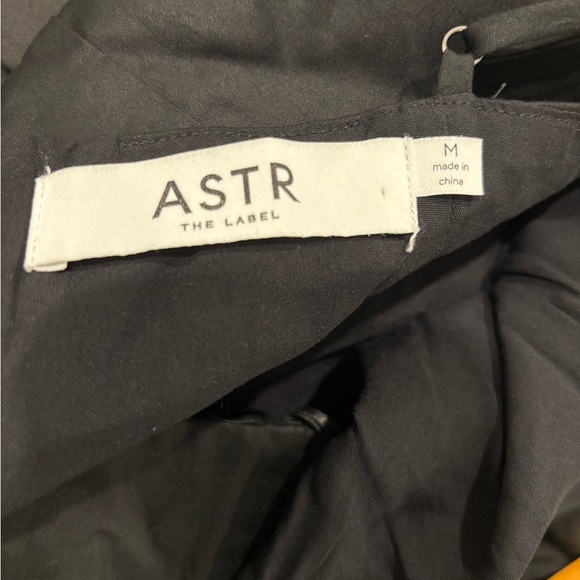 ASTR
THE LABEL
M
made in
china